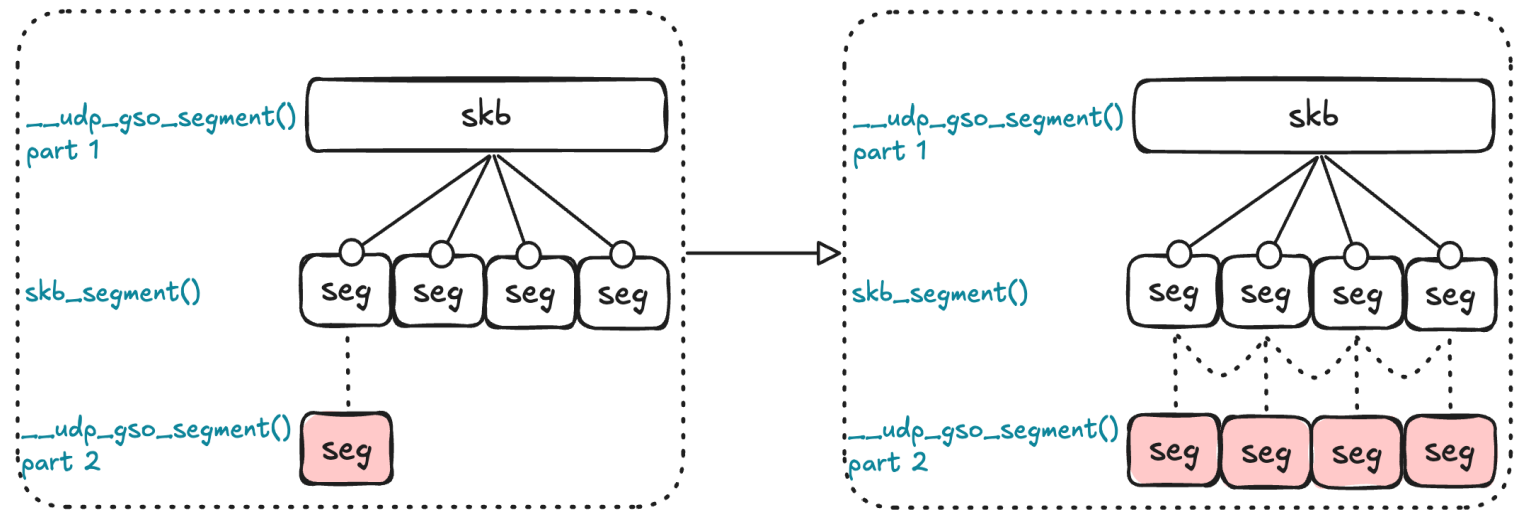 __udp_gso_segment()
part 1
skb
skb_segment()
seg seg seg seg
__udp_gso_segment()
part 2
seg
__udp_gso_segment()
part 1
skb
skb_segment()
seg seg seg seg
__udp_gso_segment()
part 2
seg seg seg seg